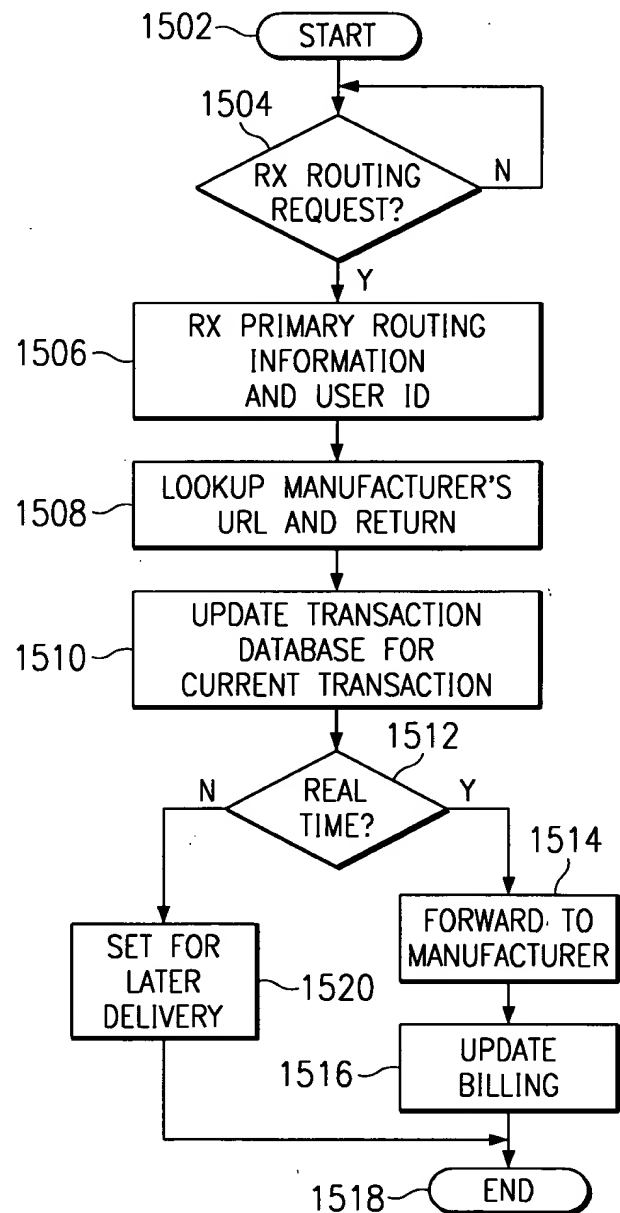 1502
START
1504
RX ROUTING
REQUEST?
N
Y
1506
RX PRIMARY ROUTING
INFORMATION
AND USER ID
1508
LOOKUP MANUFACTURER'S
URL AND RETURN
1510
UPDATE TRANSACTION
DATABASE FOR
CURRENT TRANSACTION
1512
N
REAL
TIME?
Y
1514
FORWARD TO
MANUFACTURER
SET FOR
LATER
DELIVERY
1520
1516
UPDATE
BILLING
1518
END